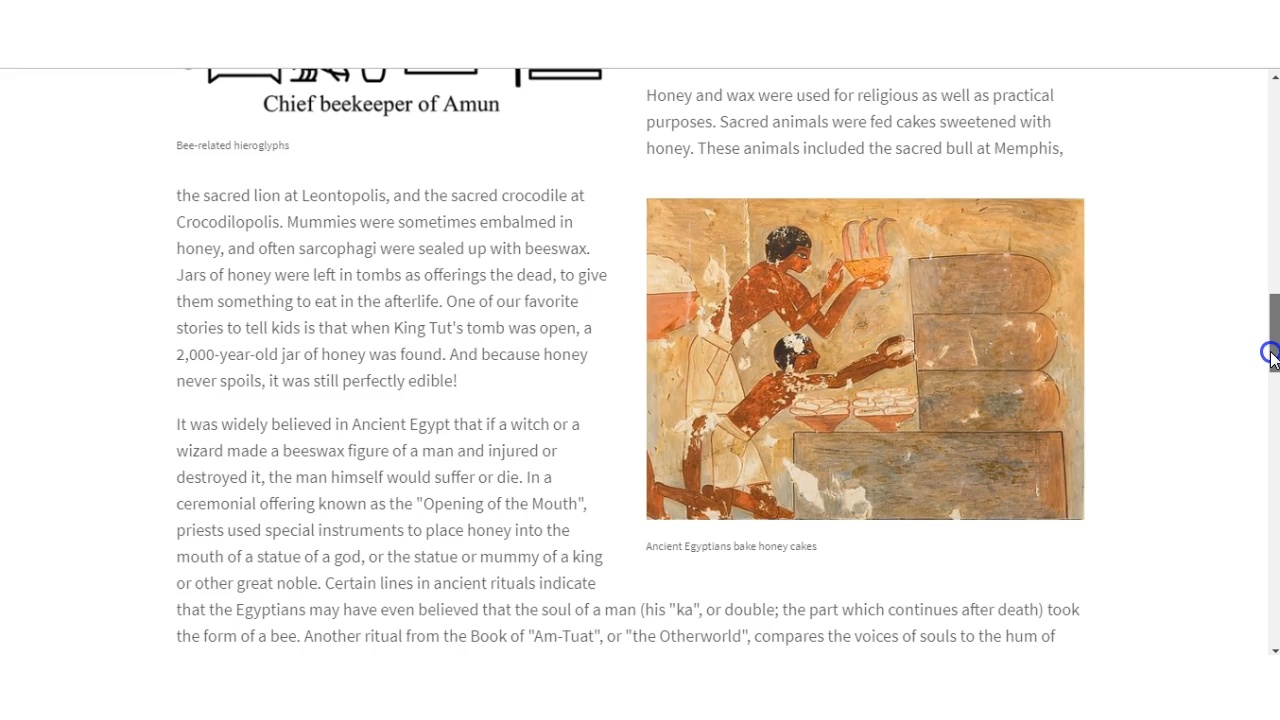 Chief beekeeper of Amun
Bee-related hieroglyphs
Honey and wax were used for religious as well as practical
purposes. Sacred animals were fed cakes sweetened with
honey. These animals included the sacred bull at Memphis,
the sacred lion at Leontopolis, and the sacred crocodile at
Crocodilopolis. Mummies were sometimes embalmed in
honey, and often sarcophagi were sealed up with beeswax.
Jars of honey were left in tombs as offerings the dead, to give
them something to eat in the afterlife. One of our favorite
stories to tell kids is that when King Tut's tomb was open, a
2,000-year-old jar of honey was found. And because honey
never spoils, it was still perfectly edible!
It was widely believed in Ancient Egypt that if a witch or a
wizard made a beeswax figure of a man and injured or
destroyed it, the man himself would suffer or die. In a
ceremonial offering known as the "Opening of the Mouth",
priests used special instruments to place honey into the
mouth of a statue of a god, or the statue or mummy of a king
or other great noble. Certain lines in ancient rituals indicate
that the Egyptians may have even believed that the soul of a man (his "ka", or double; the part which continues after death) took
the form of a bee. Another ritual from the Book of "Am-Tuat", or "the Otherworld", compares the voices of souls to the hum of
Ancient Egyptians bake honey cakes